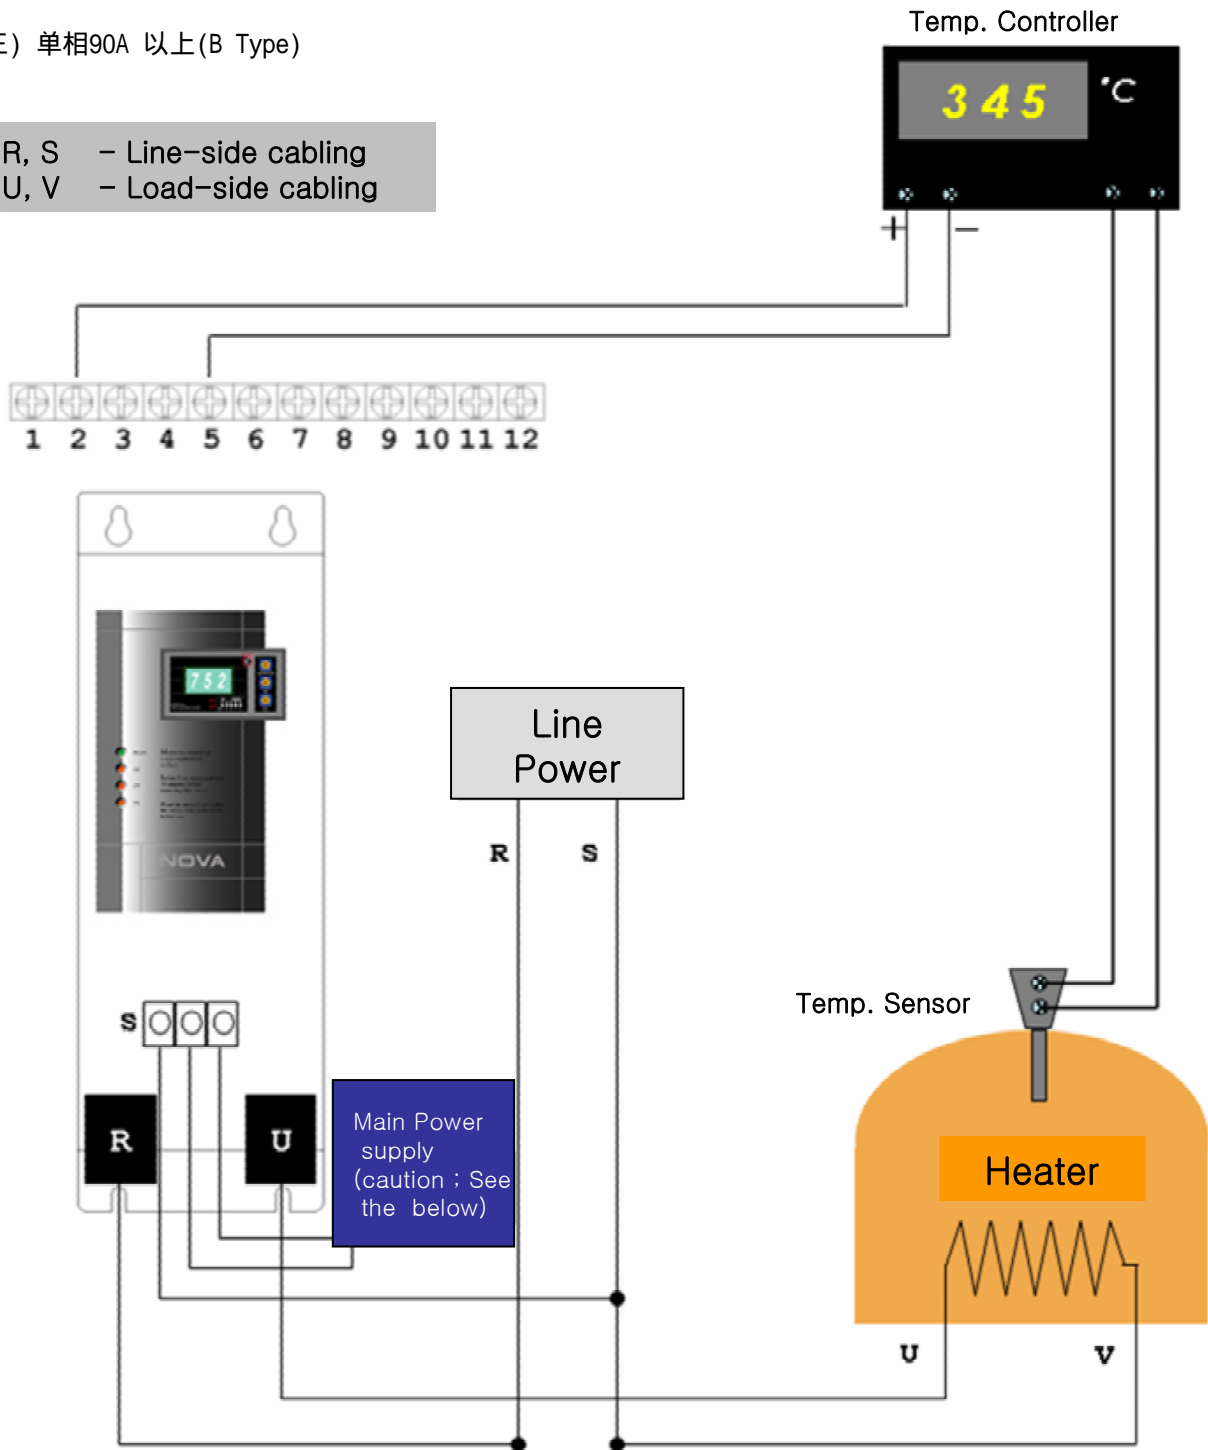 Temp. Controller
三) 单相90A 以上(B Type)
345 °C
R, S - Line-side cabling
U, V - Load-side cabling
+ -
1 2 3 4 5 6 7 8 9 10 11 12
752
Line
Power
R S
NOVA
Temp. Sensor
S
Main Power
supply
(caution ; See
the below)
R U
Heater
U V